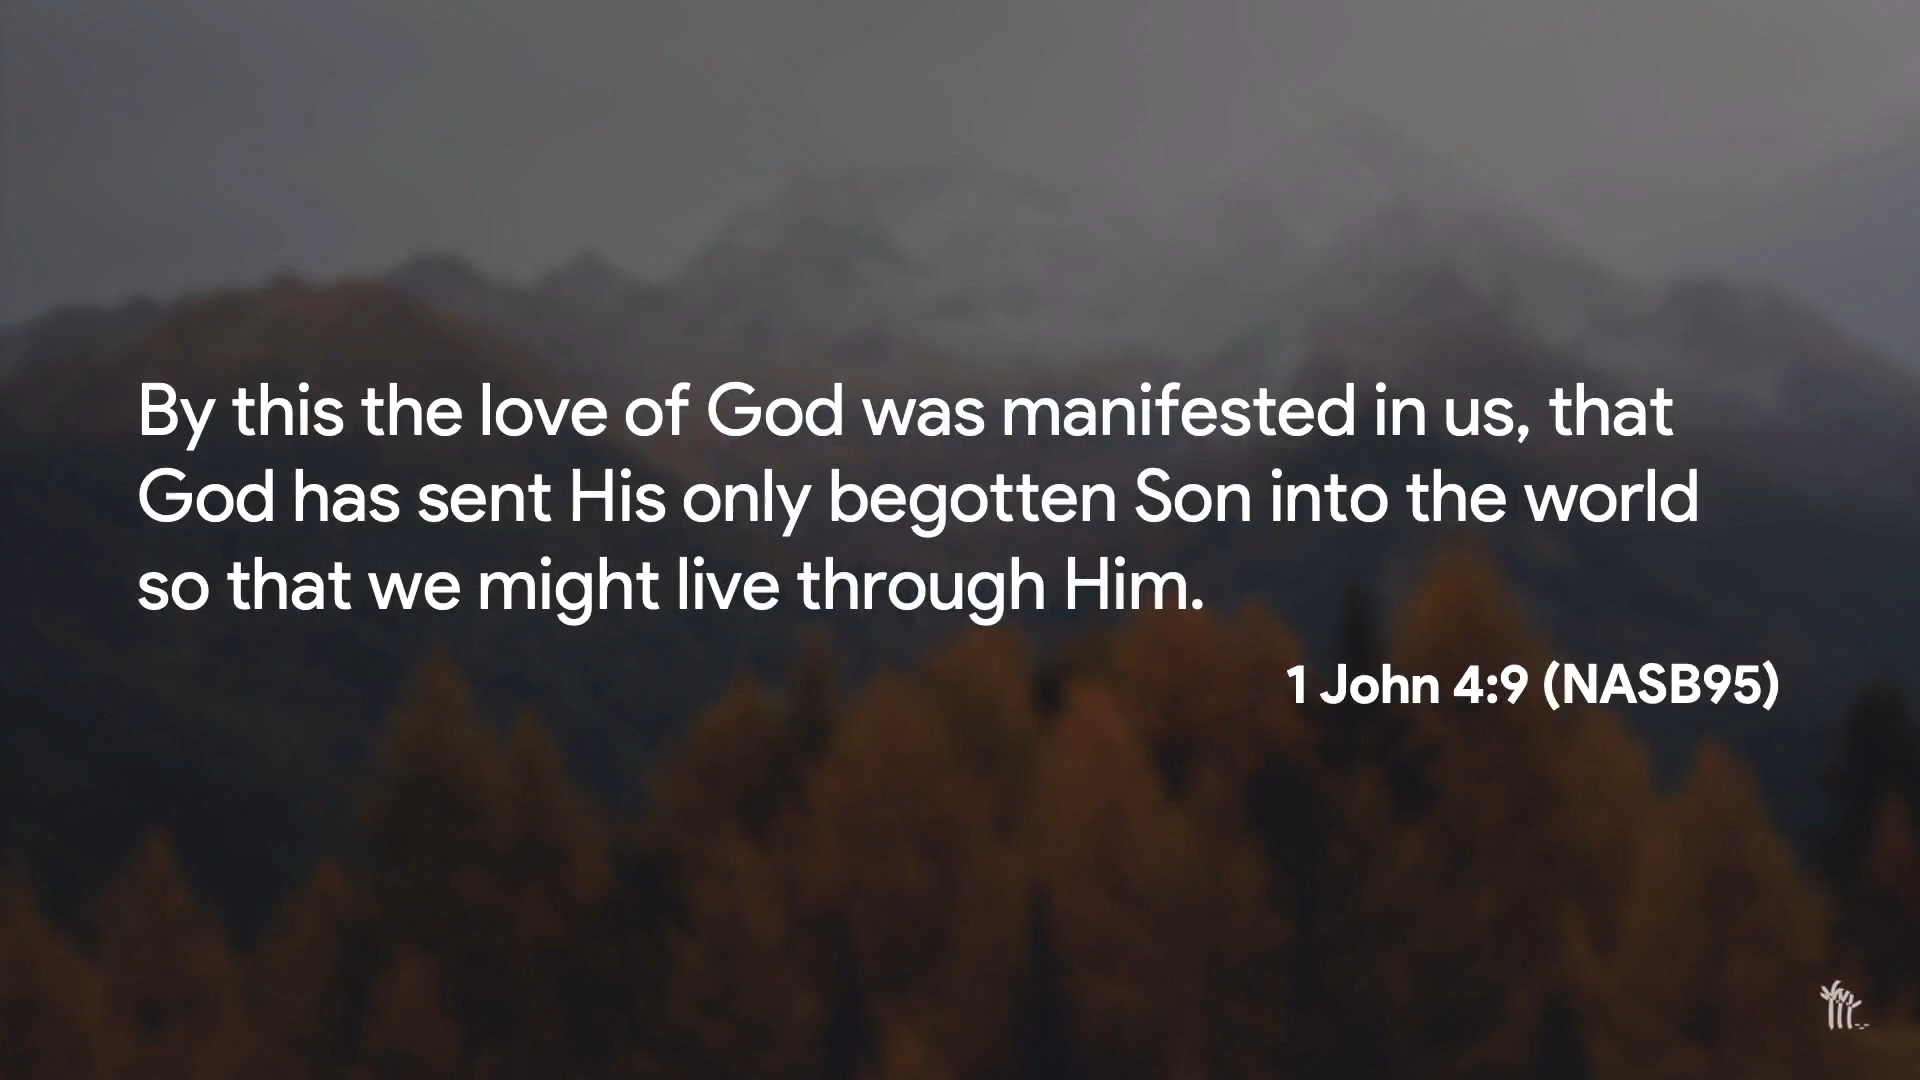 By this the love of God was manifested in us, that
God has sent His only begotten Son into the world
so that we might live through Him.
1 John 4:9 (NASB95)